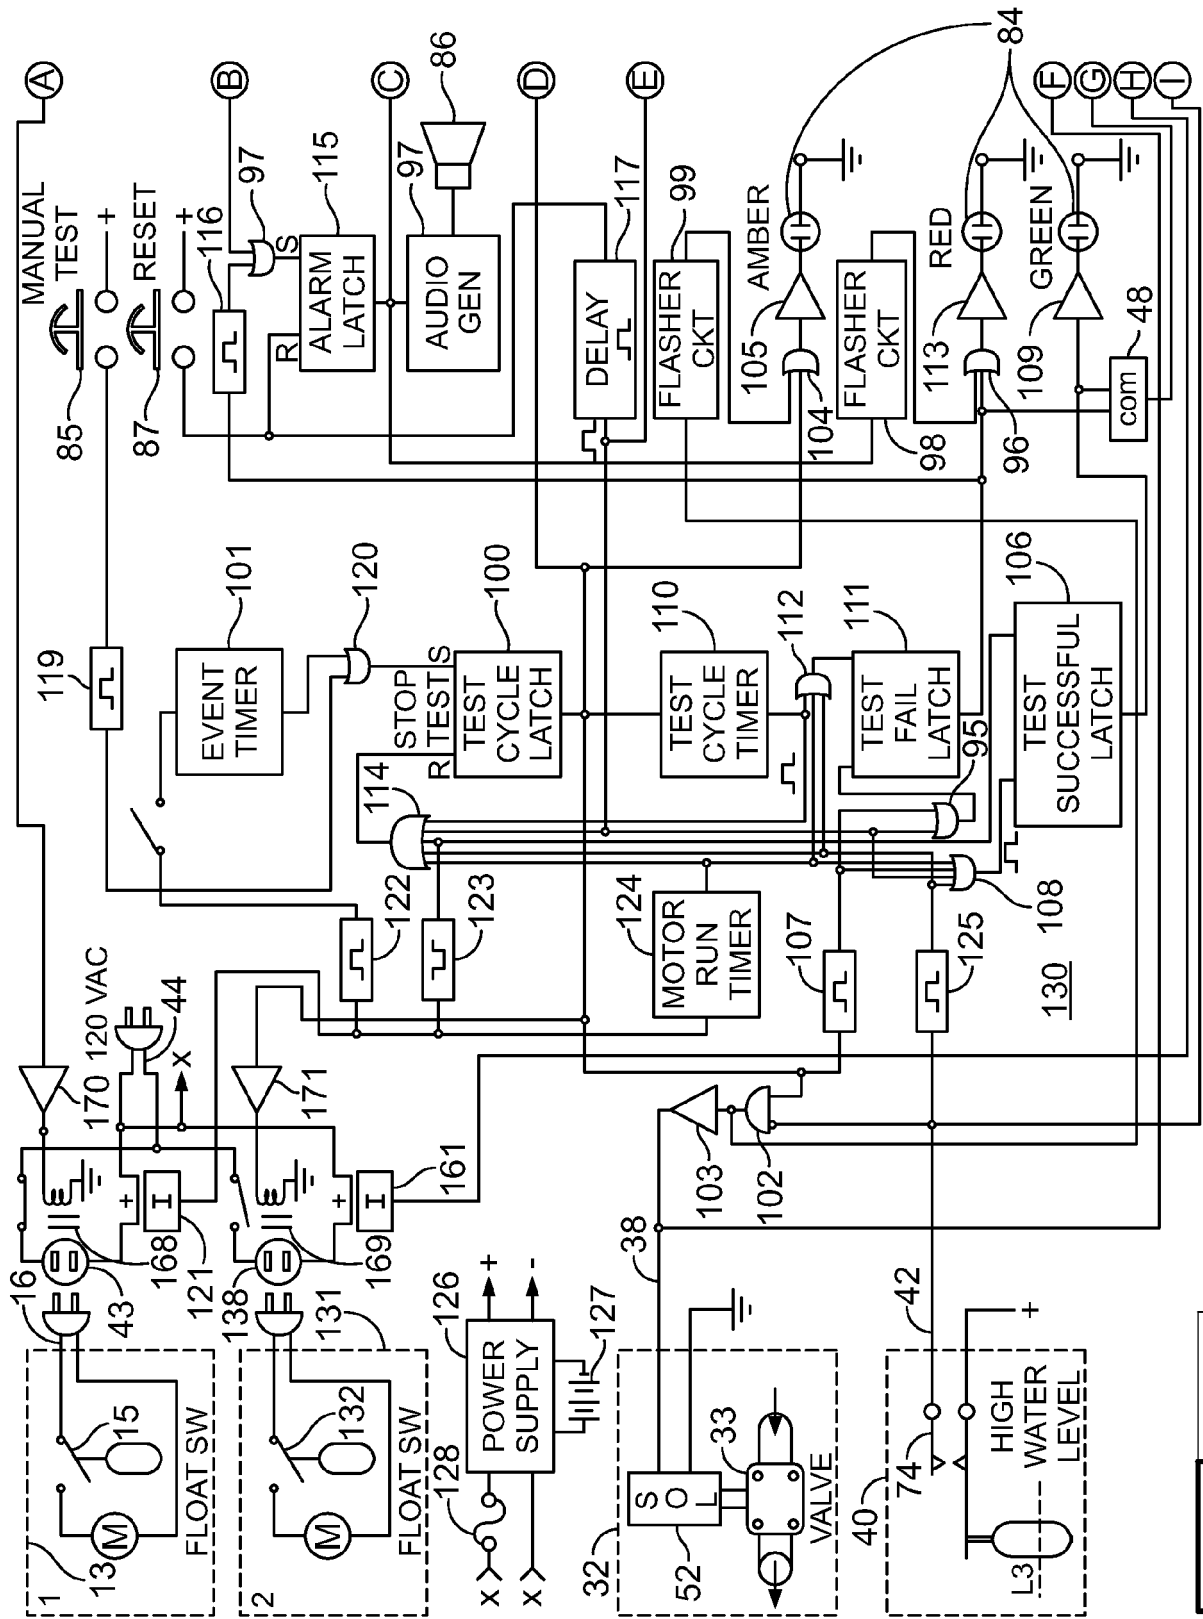 MANUAL
TEST
85
+
RESET
87
+
A
B
C
D
E
F
G
H
I
84
119
116
97
S
R
ALARM
LATCH
115
AUDIO
GEN
97
86
DELAY
117
FLASHER
CKT
99
AMBER
105
104
FLASHER
CKT
98
RED
113
96
GREEN
109
com
48
EVENT
TIMER
101
120
STOP
TEST
S
R
TEST
CYCLE
LATCH
100
114
TEST
CYCLE
TIMER
110
112
TEST
FAIL
LATCH
111
95
TEST
SUCCESSFUL
LATCH
106
108
122
123
MOTOR
RUN
TIMER
124
107
125
130
120 VAC
44
X
170
171
16
43
168
+
I
121
138
169
+
I
161
131
1
13
M
15
FLOAT SW
2
M
132
FLOAT SW
128
X
X
POWER
SUPPLY
126
+
-
127
103
102
38
32
SOL
52
33
VALVE
42
40
74
+
HIGH
WATER
LEVEL
L3